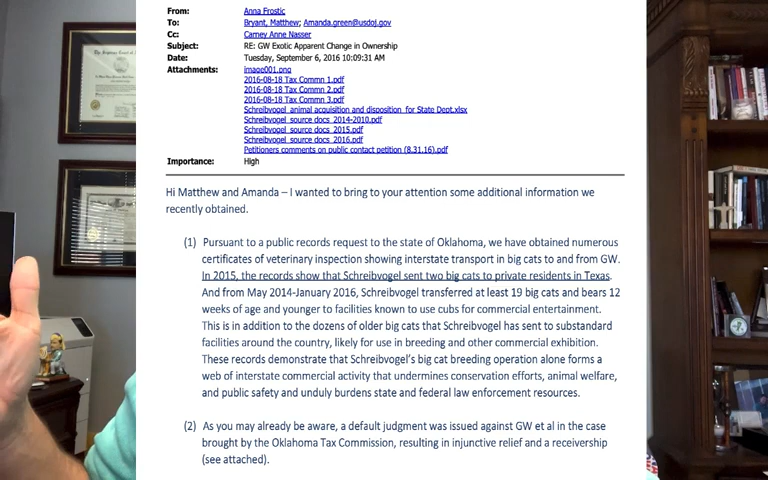 From: Anna Frostic
To: Bryant, Matthew; Amanda.green@usdoj.gov
Cc: Carney Anne Nasser
Subject: RE: GW Exotic Apparent Change in Ownership
Date: Tuesday, September 6, 2016 10:09:31 AM
Attachments: image001.png
2016-08-18 Tax Commn 1.pdf
2016-08-18 Tax Commn 2.pdf
2016-08-18 Tax Commn 3.pdf
Schreibvogel animal acquisition and disposition for State Dept.xlsx
Schreibvogel source docs 2014-2010.pdf
Schreibvogel source docs 2015.pdf
Schreibvogel source docs 2016.pdf
Petitioners comments on public contact petition (8.31.16).pdf
Importance: High
Hi Matthew and Amanda – I wanted to bring to your attention some additional information we
recently obtained.
(1) Pursuant to a public records request to the state of Oklahoma, we have obtained numerous
certificates of veterinary inspection showing interstate transport in big cats to and from GW.
In 2015, the records show that Schreibvogel sent two big cats to private residents in Texas.
And from May 2014-January 2016, Schreibvogel transferred at least 19 big cats and bears 12
weeks of age and younger to facilities known to use cubs for commercial entertainment.
This is in addition to the dozens of older big cats that Schreibvogel has sent to substandard
facilities around the country, likely for use in breeding and other commercial exhibition.
These records demonstrate that Schreibvogel's big cat breeding operation alone forms a
web of interstate commercial activity that undermines conservation efforts, animal welfare,
and public safety and unduly burdens state and federal law enforcement resources.
(2) As you may already be aware, a default judgment was issued against GW et al in the case
brought by the Oklahoma Tax Commission, resulting in injunctive relief and a receivership
(see attached).